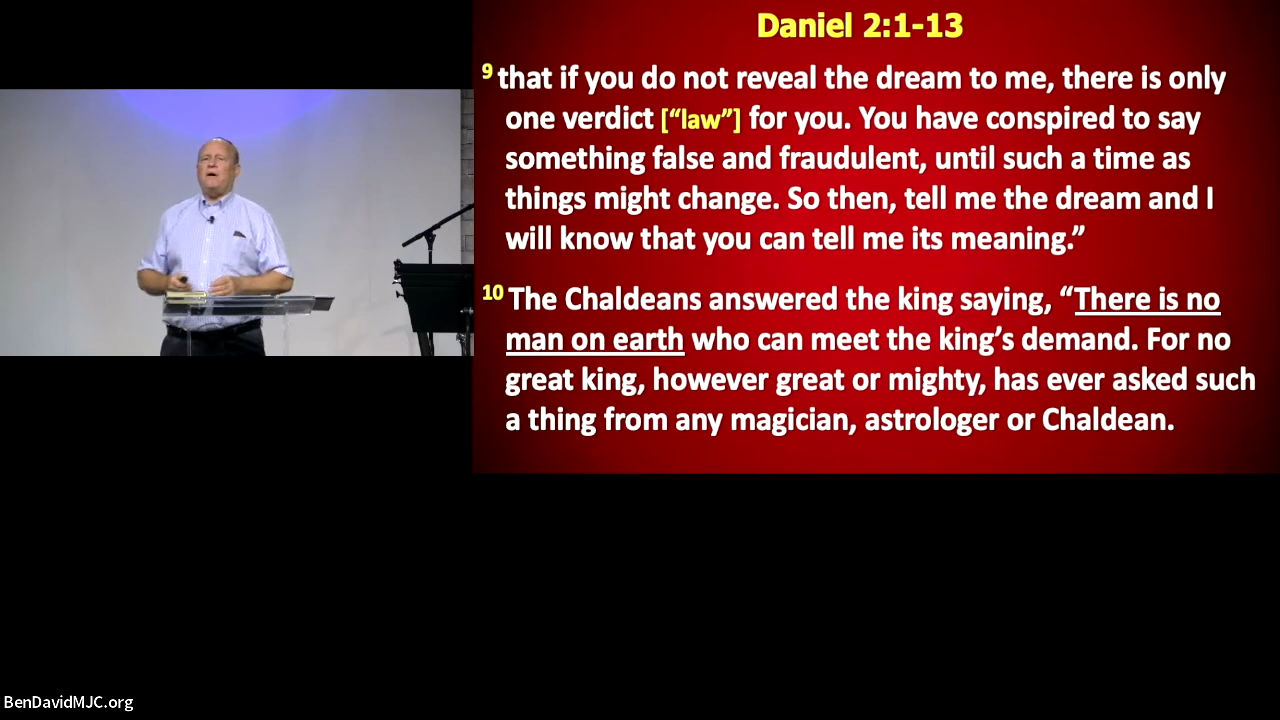 Daniel 2:1-13
9 that if you do not reveal the dream to me, there is only
one verdict [“law”] for you. You have conspired to say
something false and fraudulent, until such a time as
things might change. So then, tell me the dream and I
will know that you can tell me its meaning.”
10 The Chaldeans answered the king saying, “There is no
man on earth who can meet the king’s demand. For no
great king, however great or mighty, has ever asked such
a thing from any magician, astrologer or Chaldean.
BenDavidMJC.org